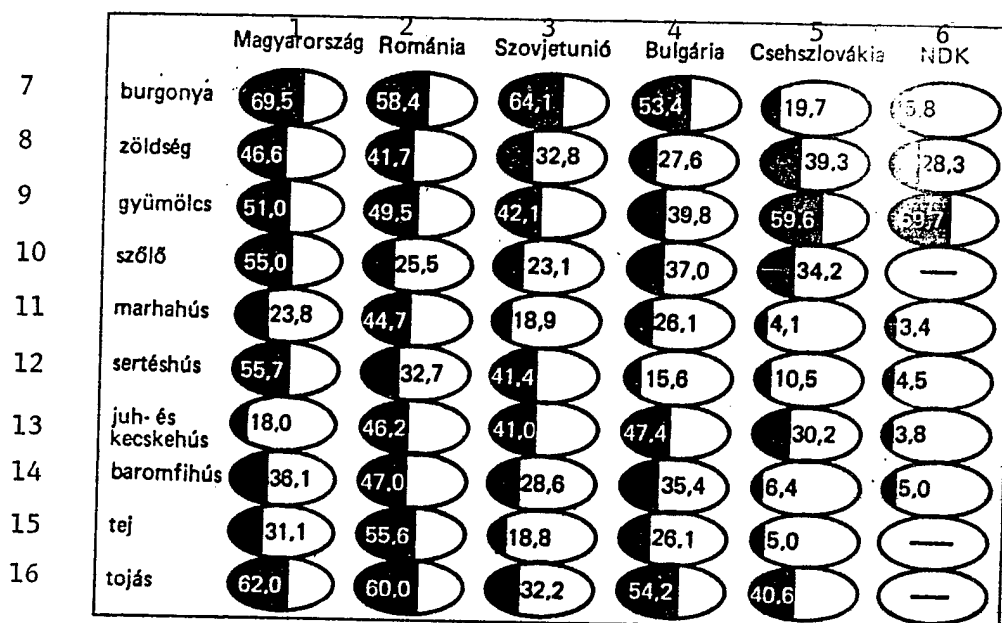 1 2 3 4 5 6
Magyarország Románia Szovjetunió Bulgária Csehszlovákia NDK
7 burgonya 69,5 58,4 64,1 53,4 19,7 15.8
8 zöldség 46,6 41,7 32,8 27,6 39.3 28,3
9 gyümölcs 51,0 49,5 42,1 39,8 59.6 59,7
10 szőlő 55,0 25,5 23,1 37.0 34,2 —
11 marhahús 23,8 44,7 18,9 26.1 4,1 3,4
12 sertéshús 55,7 32,7 41.4 15,6 10,5 4,5
13 juh- és
kecskehús 18,0 46,2 41,0 47.4 30,2 3,8
14 baromfihús 36,1 47,0 28,6 35,4 6,4 5,0
15 tej 31,1 55,6 18,8 26.1 5,0 —
16 tojás 62,0 60,0 32,2 54,2 40.6 —